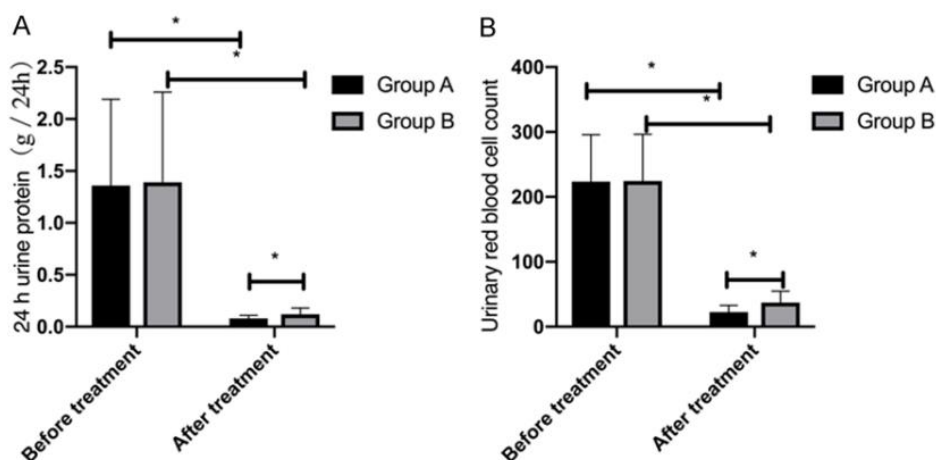 A
*
*
24 h urine protein（g / 24h）
2.5
2.0
1.5
1.0
0.5
0.0
*
Before treatment
After treatment
Group A
Group B
B
*
*
Urinary red blood cell count
400
300
200
100
0
*
Before treatment
After treatment
Group A
Group B